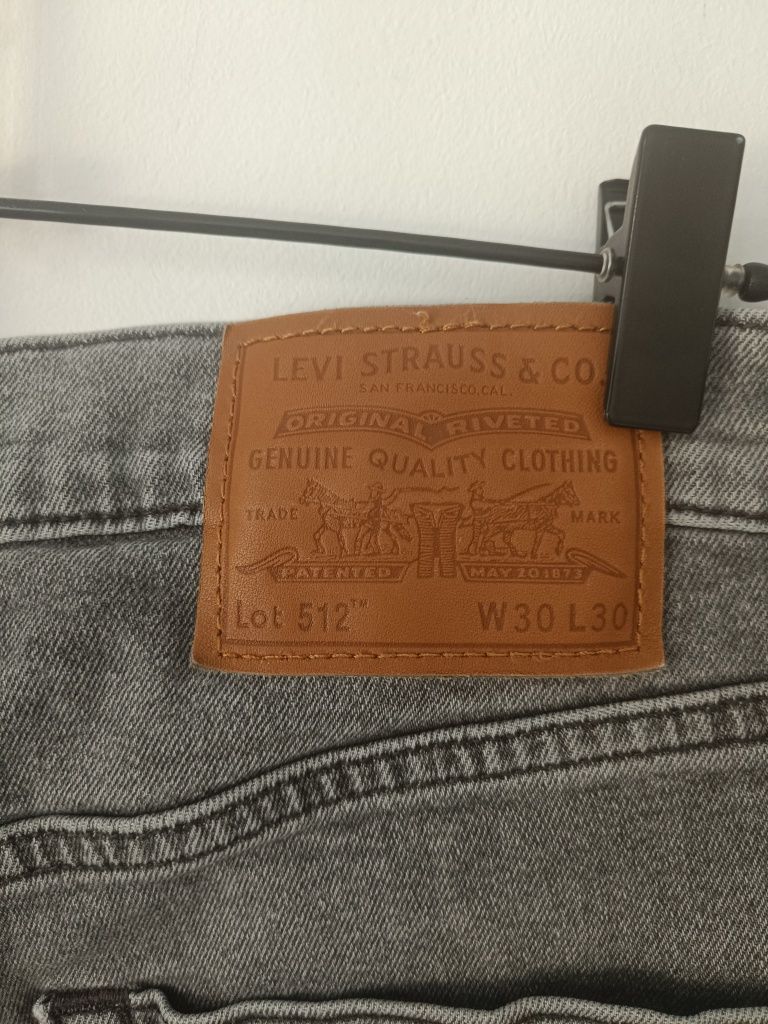 LEVI STRAUSS & CO.
SAN FRANCISCO, CAL.
ORIGINAL RIVETED
GENUINE QUALITY CLOTHING
TRADE MARK
PATENTED MAY 20 1873
Lot 512™ W30 L30